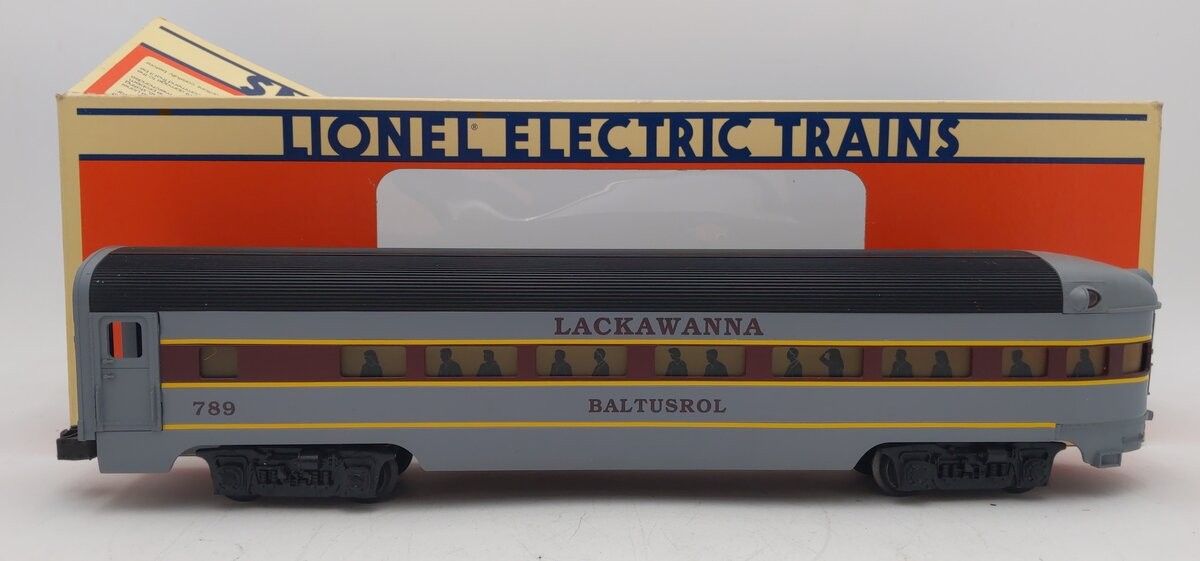 LIONEL® ELECTRIC TRAINS
LACKAWANNA
789
BALTUSROL